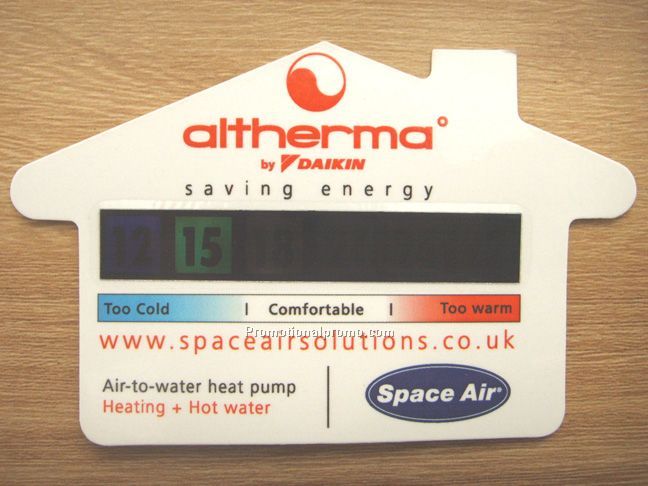 altherma°
by DAIKIN
saving energy
12 15 18
Too Cold | Comfortable | Too warm
Promotionalpromo.com
www.spaceairsolutions.co.uk
Air-to-water heat pump
Heating + Hot water
Space Air®